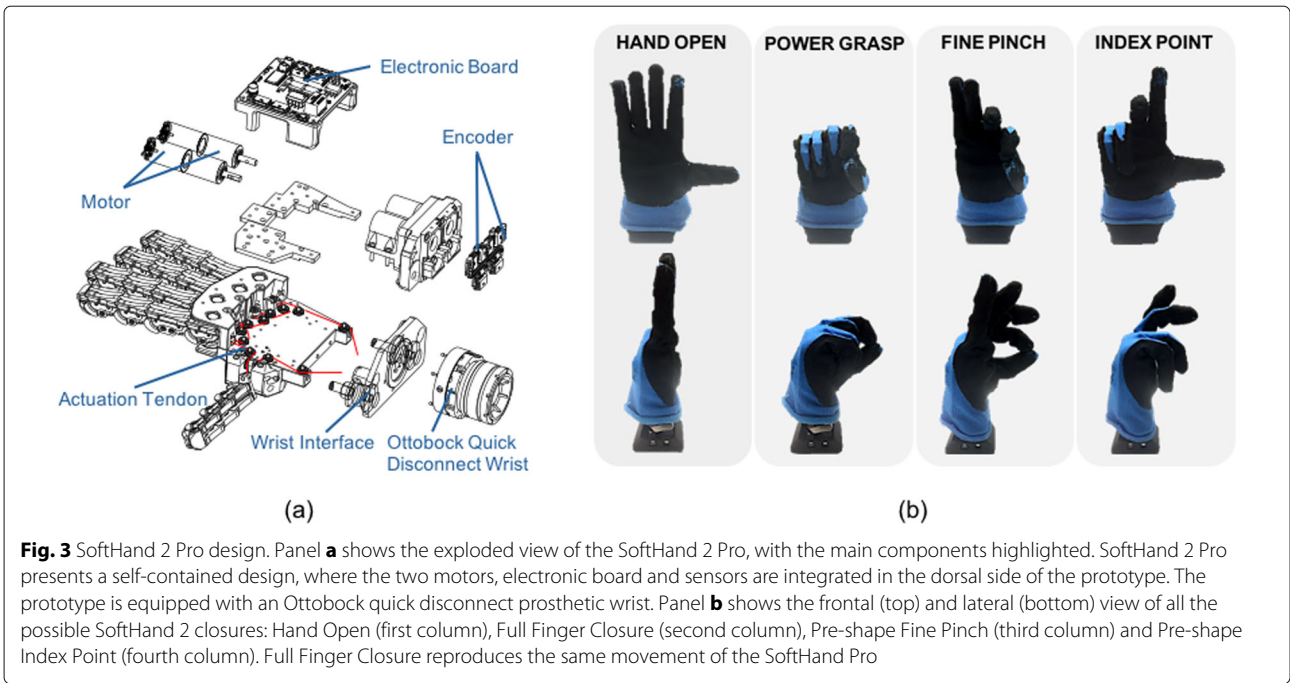 Electronic Board
Encoder
Motor
Actuation Tendon
Wrist Interface
Ottobock Quick
Disconnect Wrist
(a)
HAND OPEN
POWER GRASP
FINE PINCH
INDEX POINT
(b)
Fig. 3 SoftHand 2 Pro design. Panel a shows the exploded view of the SoftHand 2 Pro, with the main components highlighted. SoftHand 2 Pro
presents a self-contained design, where the two motors, electronic board and sensors are integrated in the dorsal side of the prototype. The
prototype is equipped with an Ottobock quick disconnect prosthetic wrist. Panel b shows the frontal (top) and lateral (bottom) view of all the
possible SoftHand 2 closures: Hand Open (first column), Full Finger Closure (second column), Pre-shape Fine Pinch (third column) and Pre-shape
Index Point (fourth column). Full Finger Closure reproduces the same movement of the SoftHand Pro